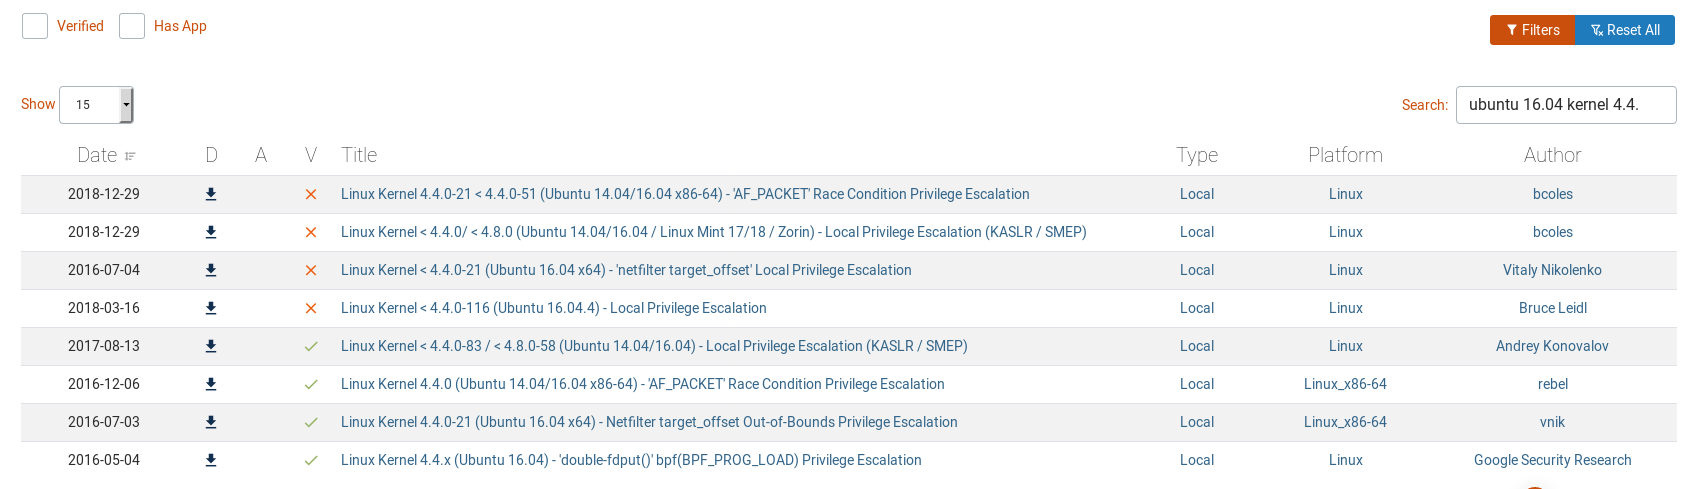 Verified Has App Filters Reset All
Show 15 Search: ubuntu 16.04 kernel 4.4.
Date D A V Title Type Platform Author
2018-12-29 Linux Kernel 4.4.0-21 < 4.4.0-51 (Ubuntu 14.04/16.04 x86-64) - 'AF_PACKET' Race Condition Privilege Escalation Local Linux bcoles
2018-12-29 Linux Kernel < 4.4.0/ < 4.8.0 (Ubuntu 14.04/16.04 / Linux Mint 17/18 / Zorin) - Local Privilege Escalation (KASLR / SMEP) Local Linux bcoles
2016-07-04 Linux Kernel < 4.4.0-21 (Ubuntu 16.04 x64) - 'netfilter target_offset' Local Privilege Escalation Local Linux Vitaly Nikolenko
2018-03-16 Linux Kernel < 4.4.0-116 (Ubuntu 16.04.4) - Local Privilege Escalation Local Linux Bruce Leidl
2017-08-13 Linux Kernel < 4.4.0-83 / < 4.8.0-58 (Ubuntu 14.04/16.04) - Local Privilege Escalation (KASLR / SMEP) Local Linux Andrey Konovalov
2016-12-06 Linux Kernel 4.4.0 (Ubuntu 14.04/16.04 x86-64) - 'AF_PACKET' Race Condition Privilege Escalation Local Linux_x86-64 rebel
2016-07-03 Linux Kernel 4.4.0-21 (Ubuntu 16.04 x64) - Netfilter target_offset Out-of-Bounds Privilege Escalation Local Linux_x86-64 vnik
2016-05-04 Linux Kernel 4.4.x (Ubuntu 16.04) - 'double-fdput()' bpf(BPF_PROG_LOAD) Privilege Escalation Local Linux Google Security Research